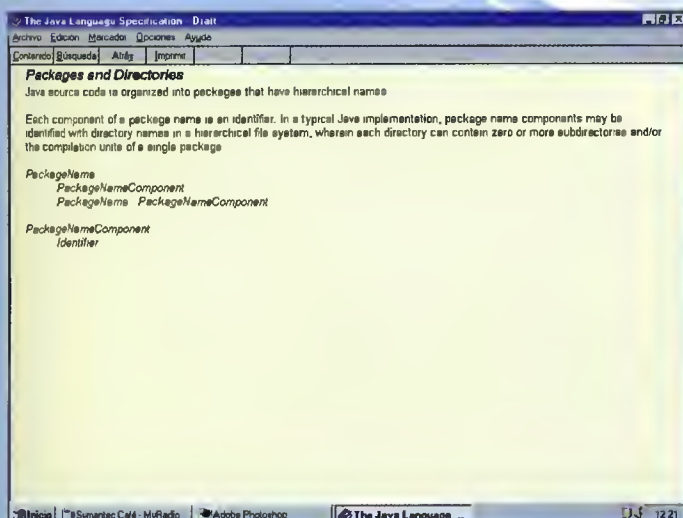 The Java Language Specification - Draft
Archivo Edición Marcador Opciones Ayuda
Contenido Búsqueda Atrás Imprimir
Packages and Directories
Java source code is organized into packages that have hierarchical names
Each component of a package name is an identifier. In a typical Java implementation, package name components may be
identified with directory names in a hierarchical file system, wherein each directory can contain zero or more subdirectories and/or
the compilation units of a single package
PackageName
PackageNameComponent
PackageName PackageNameComponent
PackageNameComponent
Identifier
Inicio Symantec Café - MuRadio Adobe Photoshop The Java Language ... 12:21